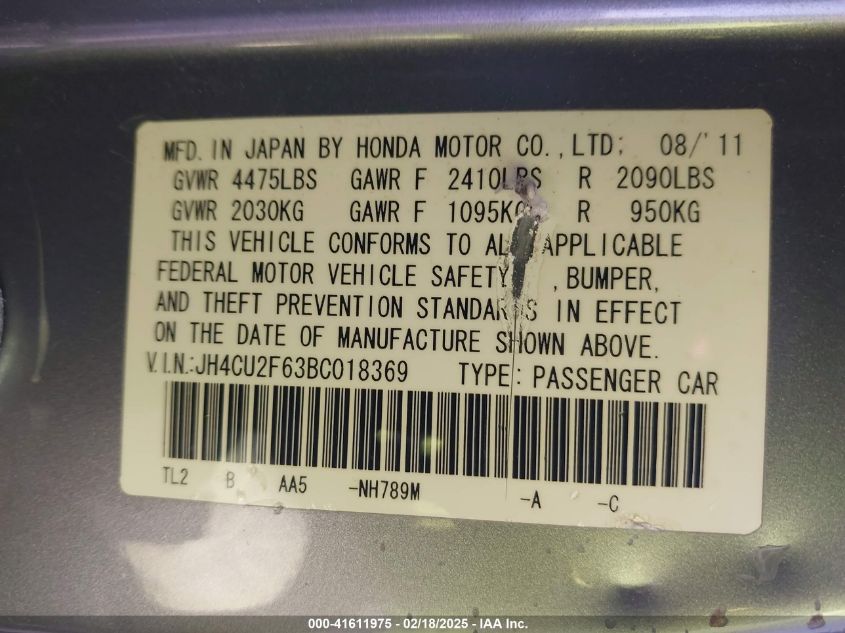 MFD. IN JAPAN BY HONDA MOTOR CO., LTD; 08/'11
GVWR 4475LBS GAWR F 2410LBS R 2090LBS
GVWR 2030KG GAWR F 1095KG R 950KG
THIS VEHICLE CONFORMS TO ALL APPLICABLE
FEDERAL MOTOR VEHICLE SAFETY, BUMPER,
AND THEFT PREVENTION STANDARDS IN EFFECT
ON THE DATE OF MANUFACTURE SHOWN ABOVE.
V.I.N.:JH4CU2F63BC018369 TYPE: PASSENGER CAR
TL2 B AA5 -NH789M -A -C
000-41611975 - 02/18/2025 - IAA Inc.